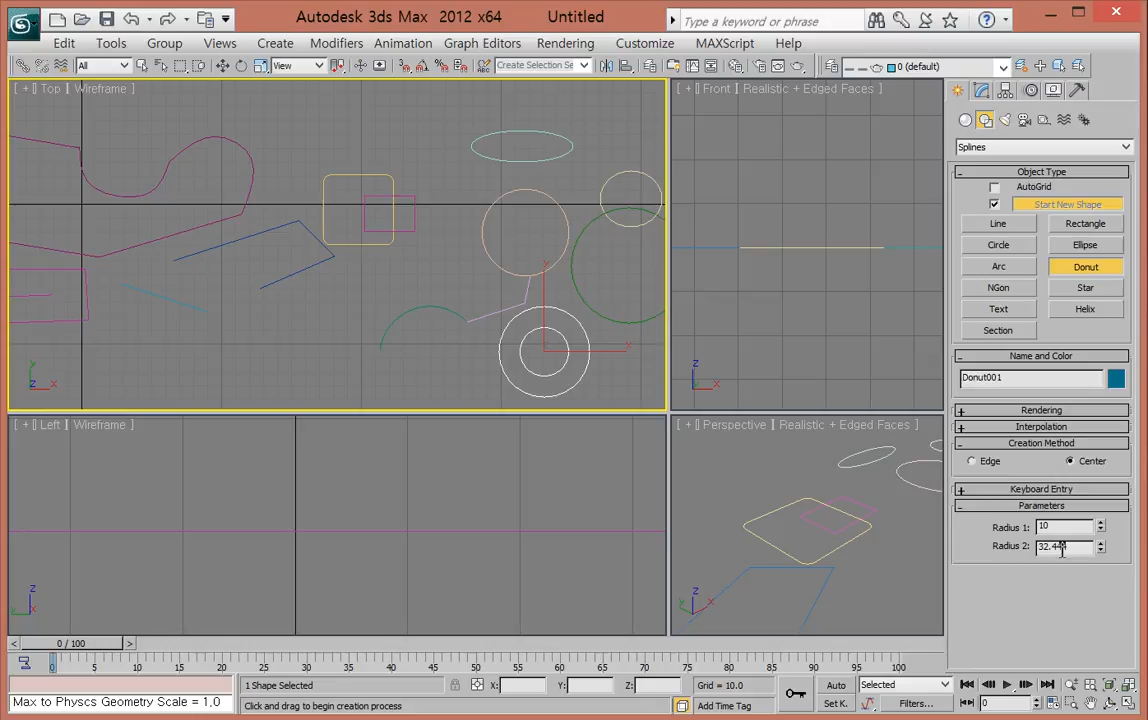 Autodesk 3ds Max 2012 x64 Untitled
Type a keyword or phrase
Edit Tools Group Views Create Modifiers Animation Graph Editors Rendering Customize MAXScript Help
All View Create Selection Se 0 (default)
[ + ][ Top ][ Wireframe ]
[ + ][ Front ][ Realistic + Edged Faces ]
Splines
Object Type
AutoGrid
Start New Shape
Line Rectangle
Circle Ellipse
Arc Donut
NGon Star
Text Helix
Section
Name and Color
Donut001
Rendering
Interpolation
[ + ][ Left ][ Wireframe ]
[ + ][ Perspective ][ Realistic + Edged Faces ]
Creation Method
Edge Center
Keyboard Entry
Parameters
Radius 1: 10
Radius 2: 32.444
0 / 100
0 5 10 15 20 25 30 35 40 45 50 55 60 65 70 75 80 85 90 95 100
1 Shape Selected X: Y: Z: Grid = 10.0 Auto Selected
Max to Physcs Geometry Scale = 1,0 Click and drag to begin creation process Add Time Tag Set K. Filters... 0